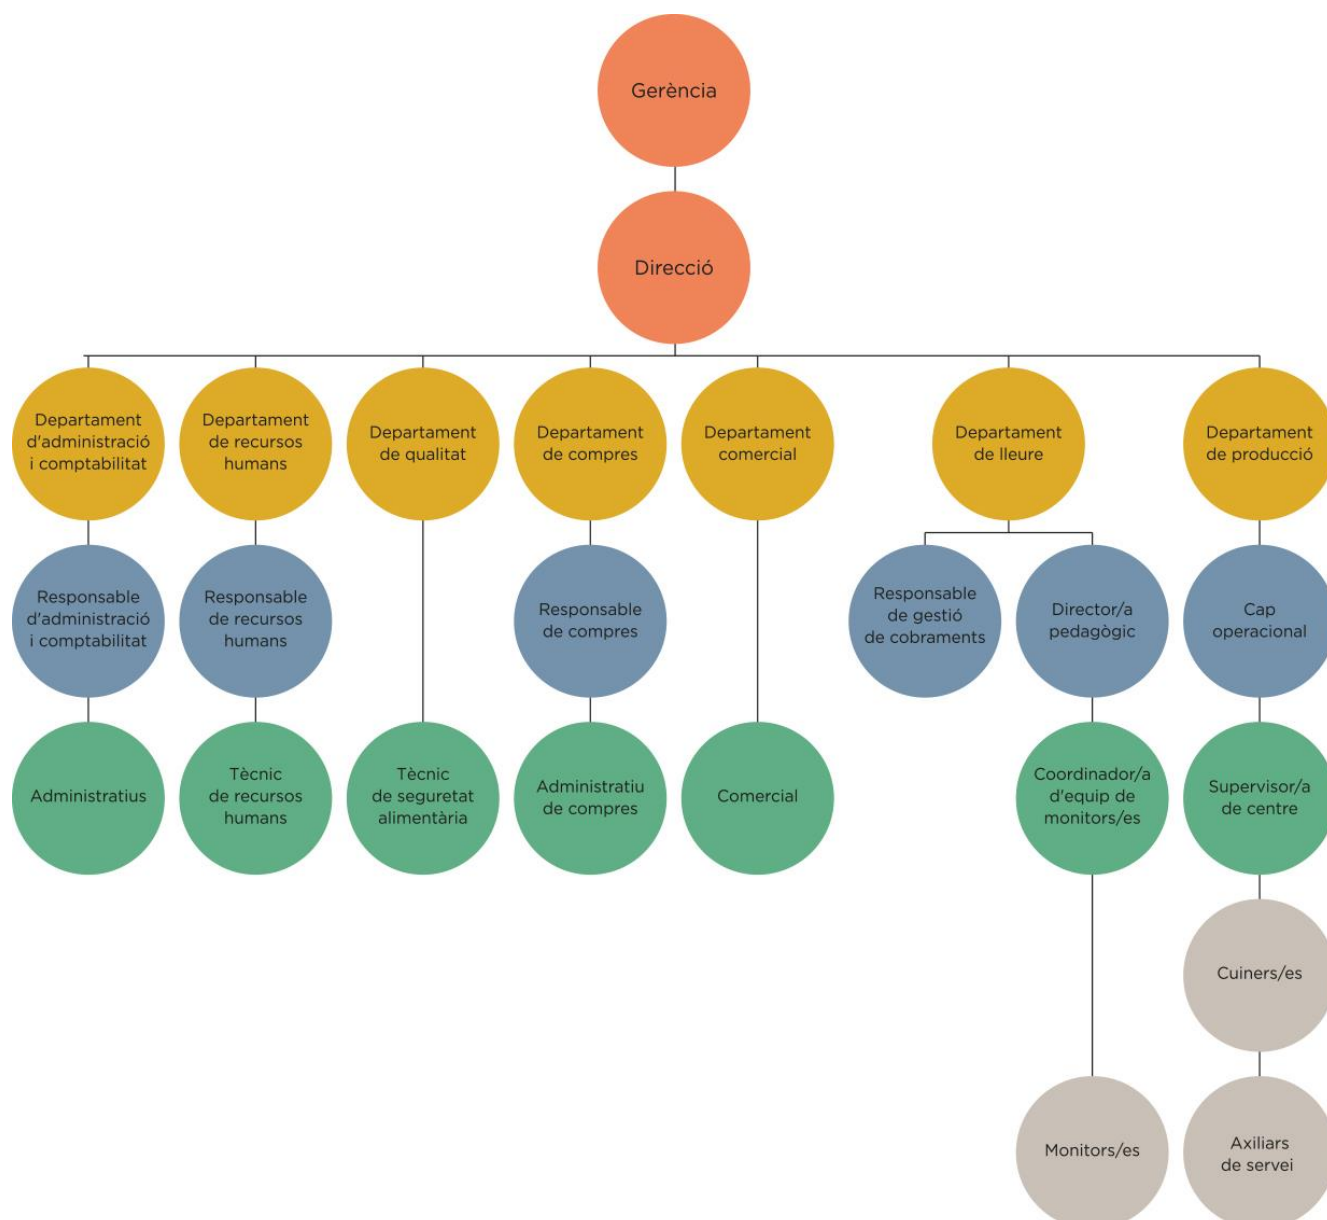 Gerència
Direcció
Departament
d'administració
i comptabilitat
Departament
de recursos
humans
Departament
de qualitat
Departament
de compres
Departament
comercial
Departament
de lleure
Departament
de producció
Responsable
d'administració
i comptabilitat
Responsable
de recursos
humans
Responsable
de compres
Responsable
de gestió
de cobraments
Director/a
pedagògic
Cap
operacional
Administratius
Tècnic
de recursos
humans
Tècnic
de seguretat
alimentària
Administratiu
de compres
Comercial
Coordinador/a
d'equip de
monitors/es
Supervisor/a
de centre
Cuiners/es
Monitors/es
Axiliars
de servei